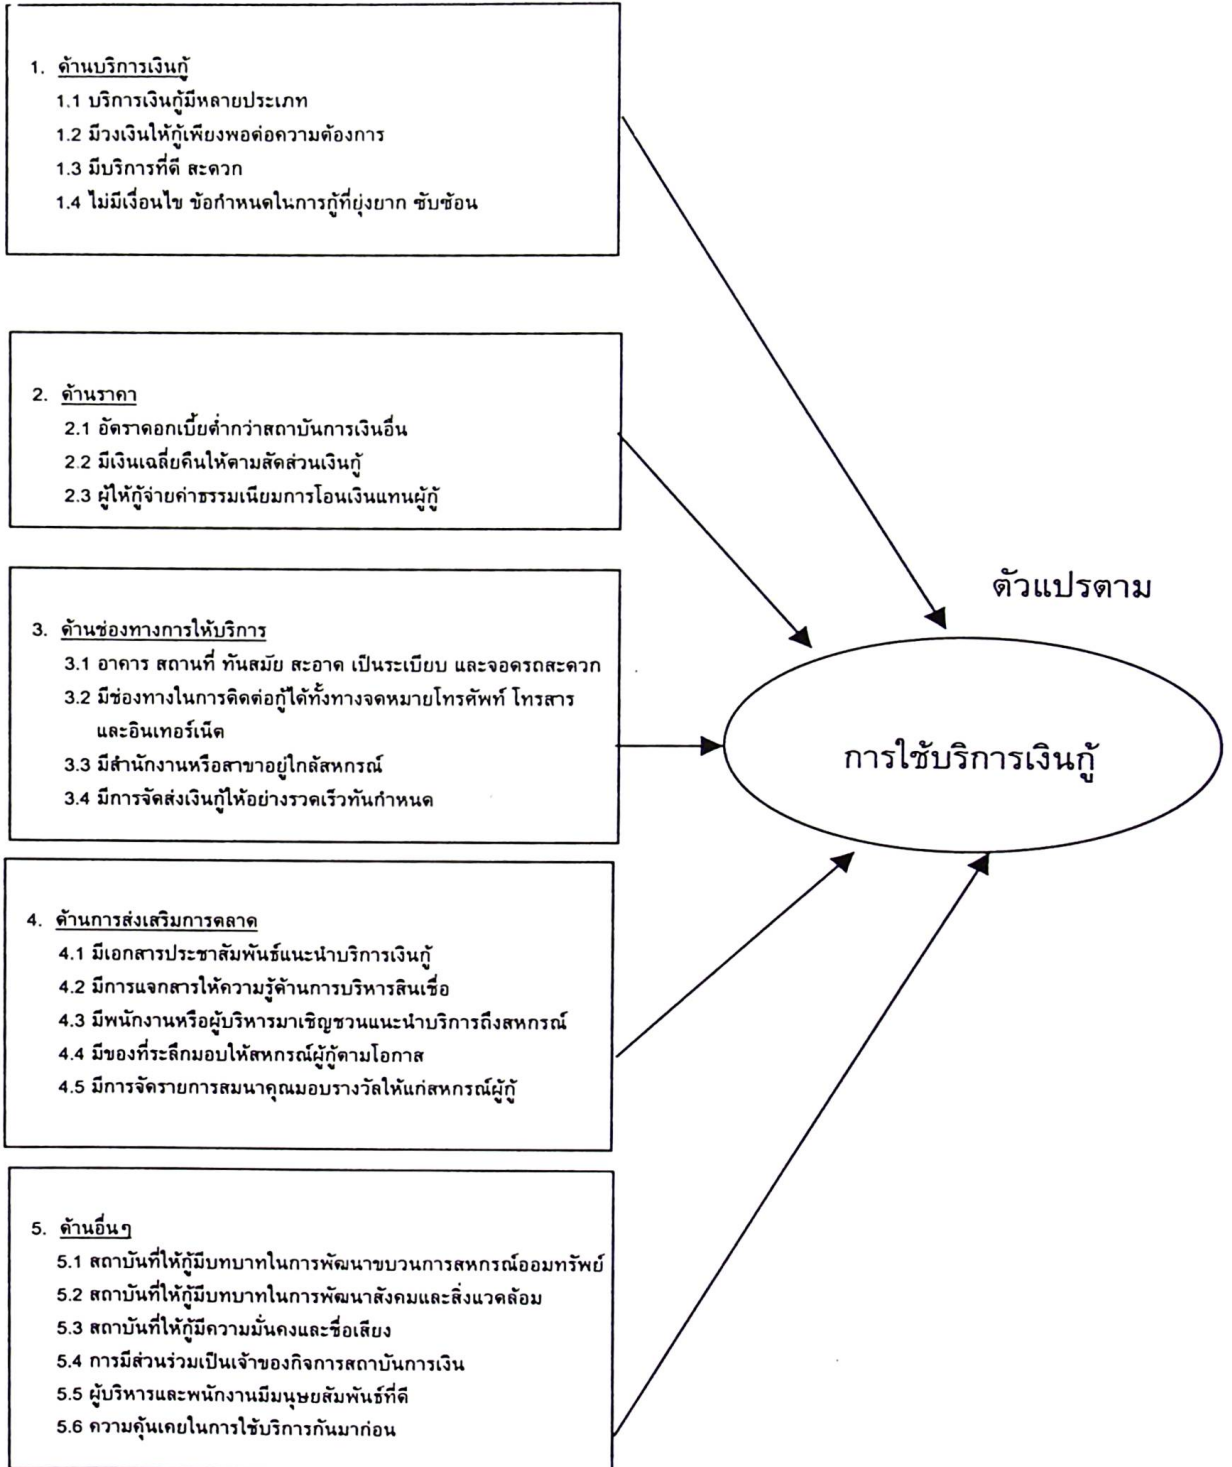 1. ด้านบริการเงินกู้
1.1 บริการเงินกู้มีหลายประเภท
1.2 มีวงเงินให้กู้เพียงพอต่อความต้องการ
1.3 มีบริการที่ดี สะดวก
1.4 ไม่มีเงื่อนไข ข้อกำหนดในการกู้ที่ยุ่งยาก ซับซ้อน
2. ด้านราคา
2.1 อัตราดอกเบี้ยต่ำกว่าสถาบันการเงินอื่น
2.2 มีเงินเฉลี่ยคืนให้ตามสัดส่วนเงินกู้
2.3 ผู้ให้กู้จ่ายค่าธรรมเนียมการโอนเงินแทนผู้กู้
3. ด้านช่องทางการให้บริการ
3.1 อาคาร สถานที่ ทันสมัย สะอาด เป็นระเบียบ และจอดรถสะดวก
3.2 มีช่องทางในการติดต่อกู้ได้ทั้งทางจดหมายโทรศัพท์ โทรสาร
และอินเทอร์เน็ต
3.3 มีสำนักงานหรือสาขาอยู่ใกล้สหกรณ์
3.4 มีการจัดส่งเงินกู้ให้อย่างรวดเร็วทันกำหนด
4. ด้านการส่งเสริมการตลาด
4.1 มีเอกสารประชาสัมพันธ์แนะนำบริการเงินกู้
4.2 มีการแจกสารให้ความรู้ด้านการบริหารสินเชื่อ
4.3 มีพนักงานหรือผู้บริหารมาเชิญชวนแนะนำบริการถึงสหกรณ์
4.4 มีของที่ระลึกมอบให้สหกรณ์ผู้กู้ตามโอกาส
4.5 มีการจัดรายการสมนาคุณมอบรางวัลให้แก่สหกรณ์ผู้กู้
5. ด้านอื่นๆ
5.1 สถาบันที่ให้กู้มีบทบาทในการพัฒนาขบวนการสหกรณ์ออมทรัพย์
5.2 สถาบันที่ให้กู้มีบทบาทในการพัฒนาสังคมและสิ่งแวดล้อม
5.3 สถาบันที่ให้กู้มีความมั่นคงและชื่อเสียง
5.4 การมีส่วนร่วมเป็นเจ้าของกิจการสถาบันการเงิน
5.5 ผู้บริหารและพนักงานมีมนุษยสัมพันธ์ที่ดี
5.6 ความคุ้นเคยในการใช้บริการกันมาก่อน
ตัวแปรตาม
การใช้บริการเงินกู้